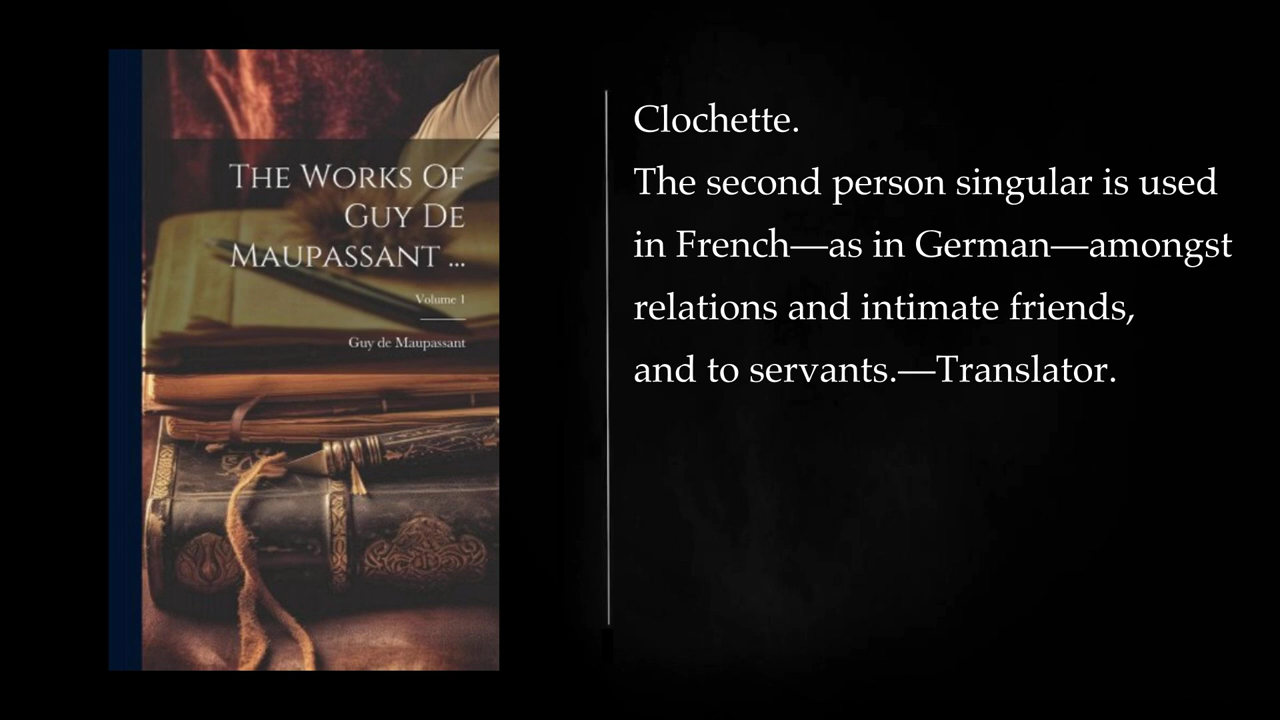 The Works Of
Guy De
Maupassant ...
Volume 1
Guy de Maupassant
Clochette.
The second person singular is used
in French—as in German—amongst
relations and intimate friends,
and to servants.—Translator.